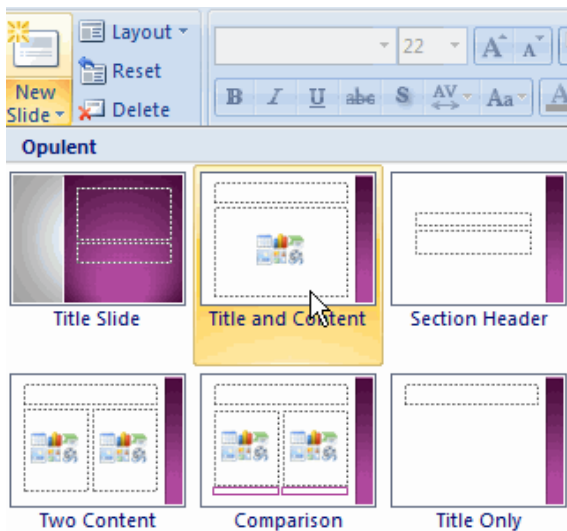 Layout
22
A A
Reset
New
Slide
Delete
B I U abc S AV Aa A
Opulent
Title Slide
Title and Content
Section Header
Two Content
Comparison
Title Only